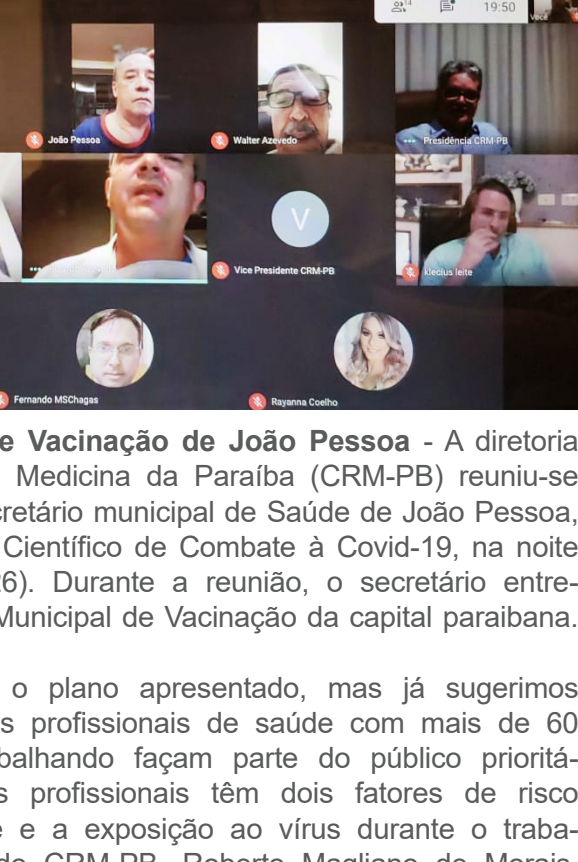 14
19:50
Você
João Pessoa
Walter Azevedo
Presidência CRM-PB
Vice Presidente CRM-PB
klecius leite
Fernando MSChagas
Rayanna Coelho
V
e Vacinação de João Pessoa - A diretoria
Medicina da Paraíba (CRM-PB) reuniu-se
cretário municipal de Saúde de João Pessoa,
Científico de Combate à Covid-19, na noite
26). Durante a reunião, o secretário entre-
Municipal de Vacinação da capital paraibana.
o plano apresentado, mas já sugerimos
s profissionais de saúde com mais de 60
balhando façam parte do público prioritá-
s profissionais têm dois fatores de risco
e e a exposição ao vírus durante o traba-
do CRM-PB, Roberto Magliano de Morais,